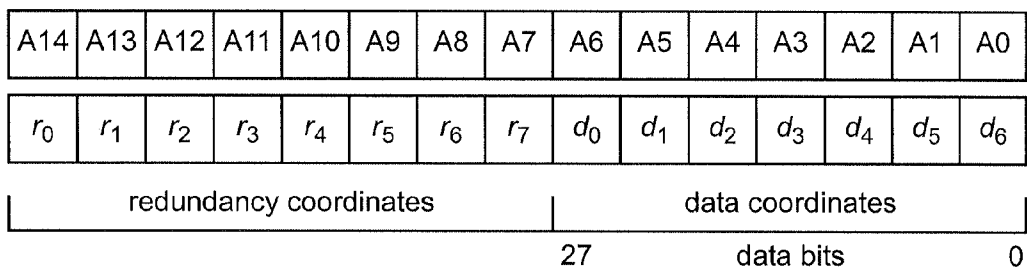 A14 A13 A12 A11 A10 A9 A8 A7 A6 A5 A4 A3 A2 A1 A0
r0 r1 r2 r3 r4 r5 r6 r7 d0 d1 d2 d3 d4 d5 d6
redundancy coordinates data coordinates
27 data bits 0